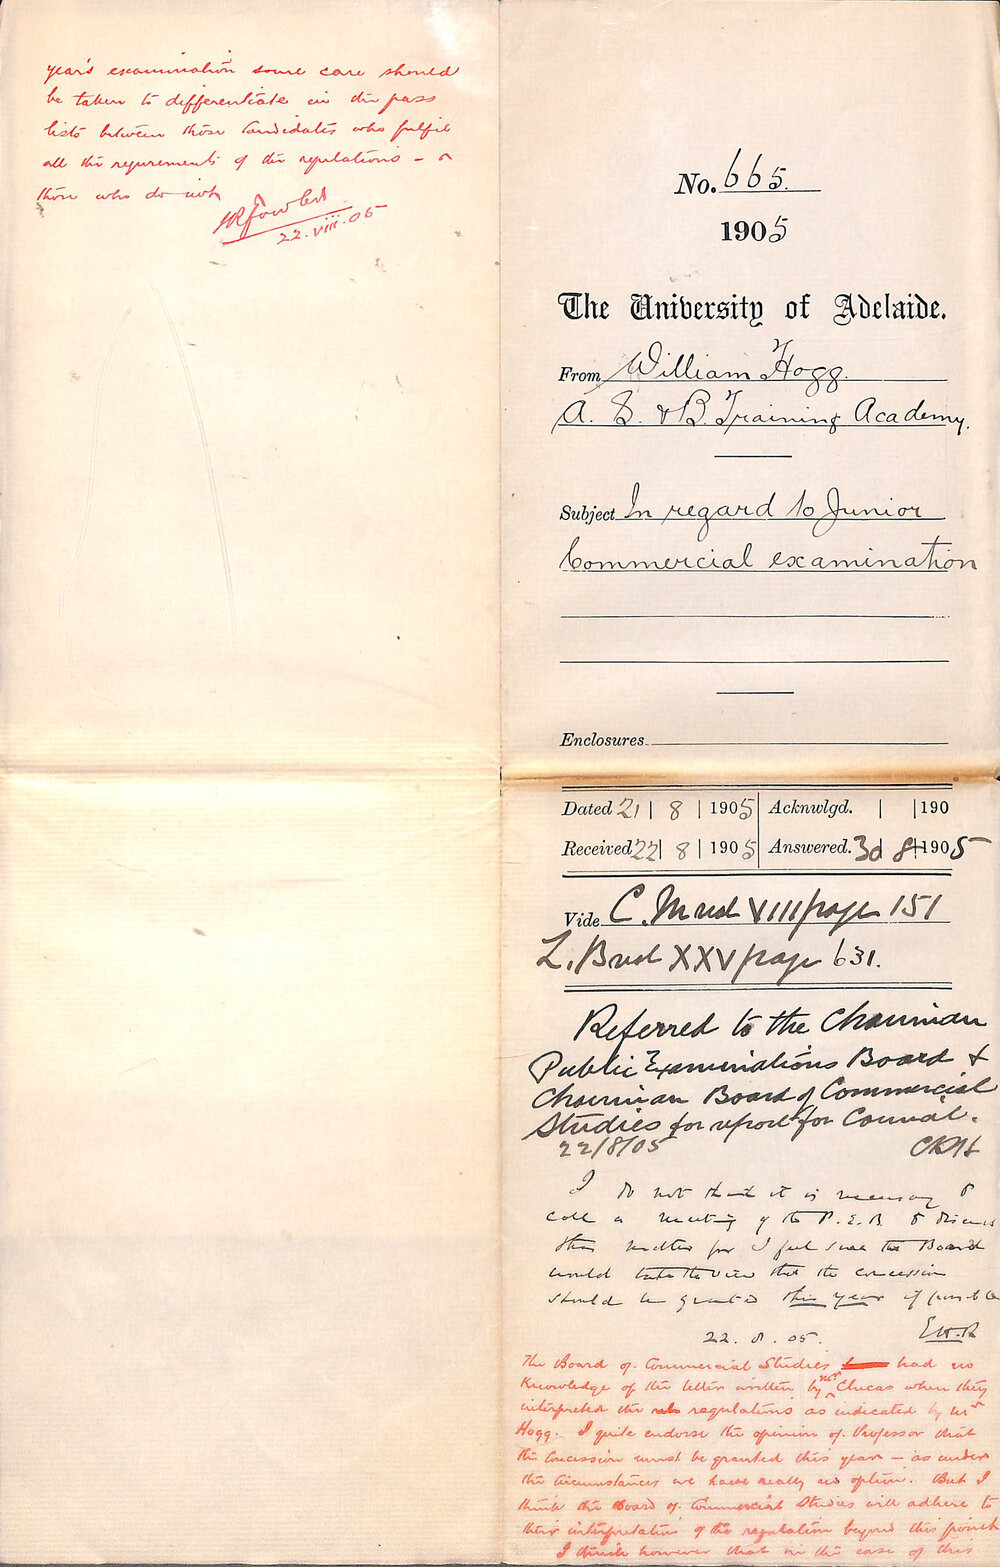 year's examination some care should
be taken to differentiate in the pass
lists between those Candidates who fulfil
all the requirements of the regulations - &
those who do not
22.viii.05
No. 665.
1905
The University of Adelaide.
From William Hogg.
A. S. & B. Training Academy.
Subject In regard to Junior
Commercial examination
Enclosures
Dated 21 | 8 | 1905 | Acknwlgd. | | 190
Received 22 | 8 | 1905 | Answered. 30 | 8 | 1905
Vide C. M VIII page 151
L. B XXV page 631.
Referred to the Chairman
Public Examinations Board &
Chairman Board of Commercial
Studies for report for Council.
22/8/05
I do not think it is necessary to
call a meeting of the P.E.B. to discuss
this matter for I feel sure the Board
would take the view that the concession
should be granted this year if possible
22.8.05. E.H.R
The Board of Commercial Studies had no
Knowledge of the letter written by Mr Clucas when they
interpreted the regulations as indicated by Mr
Hogg. I quite endorse the opinion of Professor that
the Concession must be granted this year - as under
the Circumstances we have really no option. But I
think the Board of Commercial Studies will adhere to
their interpretation of the regulation beyond this point
I think however that in the case of this